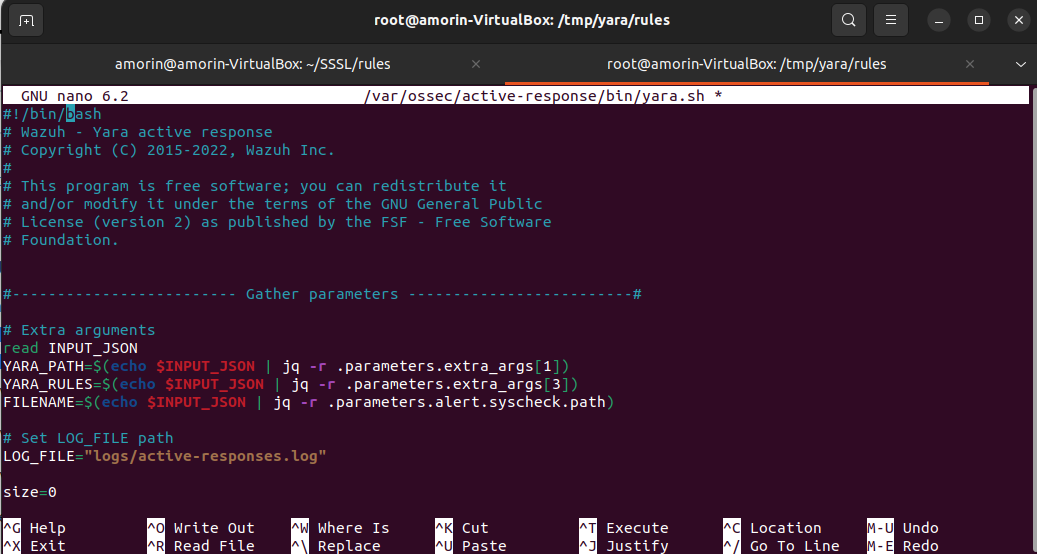 root@amorin-VirtualBox: /tmp/yara/rules
amorin@amorin-VirtualBox: ~/SSSL/rules
root@amorin-VirtualBox: /tmp/yara/rules
GNU nano 6.2 /var/ossec/active-response/bin/yara.sh *
#!/bin/bash
# Wazuh - Yara active response
# Copyright (C) 2015-2022, Wazuh Inc.
#
# This program is free software; you can redistribute it
# and/or modify it under the terms of the GNU General Public
# License (version 2) as published by the FSF - Free Software
# Foundation.
#------------------------- Gather parameters -------------------------#
# Extra arguments
read INPUT_JSON
YARA_PATH=$(echo $INPUT_JSON | jq -r .parameters.extra_args[1])
YARA_RULES=$(echo $INPUT_JSON | jq -r .parameters.extra_args[3])
FILENAME=$(echo $INPUT_JSON | jq -r .parameters.alert.syscheck.path)
# Set LOG_FILE path
LOG_FILE="logs/active-responses.log"
size=0
^G Help ^O Write Out ^W Where Is ^K Cut ^T Execute ^C Location M-U Undo
^X Exit ^R Read File ^\ Replace ^U Paste ^J Justify ^/ Go To Line M-E Redo